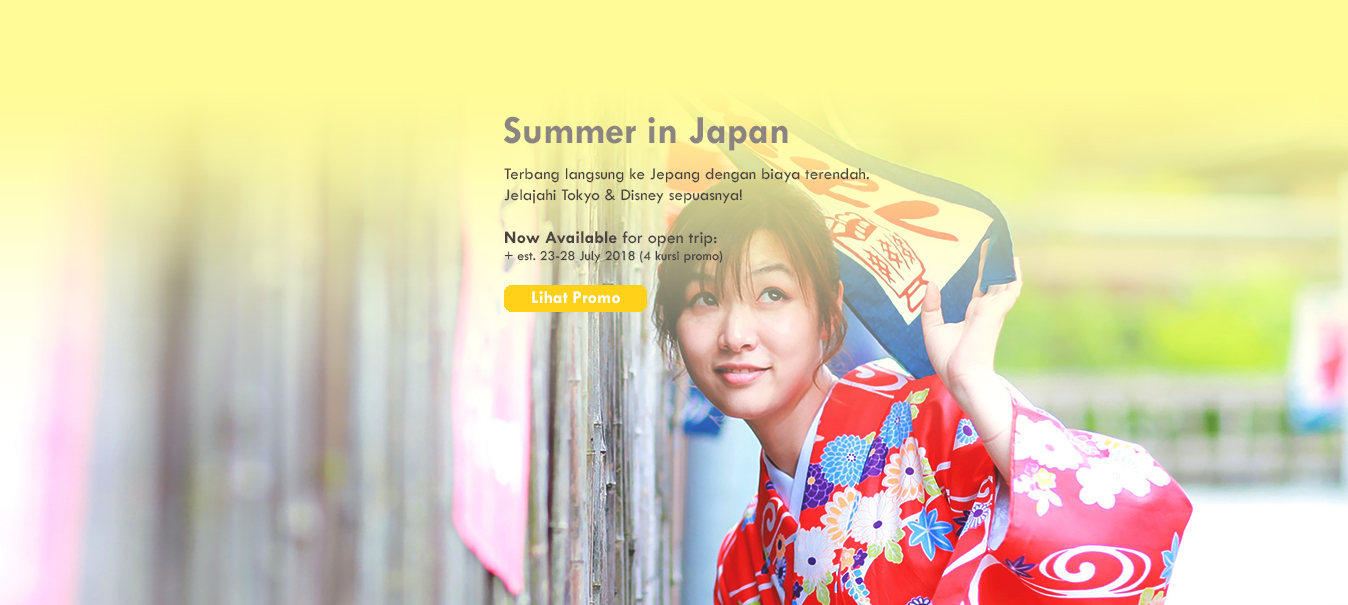 Summer in Japan
Terbang langsung ke Jepang dengan biaya terendah.
Jelajahi Tokyo & Disney sepuasnya!
Now Available for open trip:
+ est. 23-28 July 2018 (4 kursi promo)
Lihat Promo